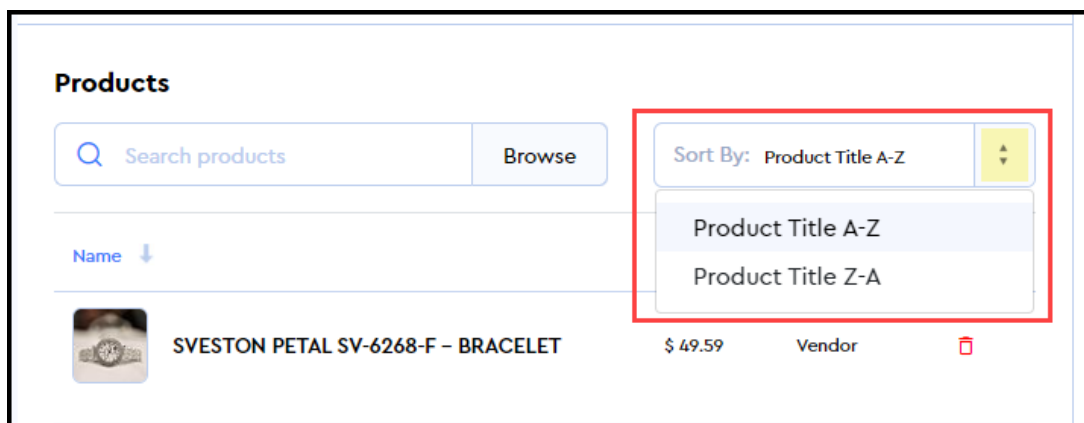 Products
Search products
Browse
Sort By: Product Title A-Z
Product Title A-Z
Product Title Z-A
Name
SVESTON PETAL SV-6268-F – BRACELET
$ 49.59
Vendor